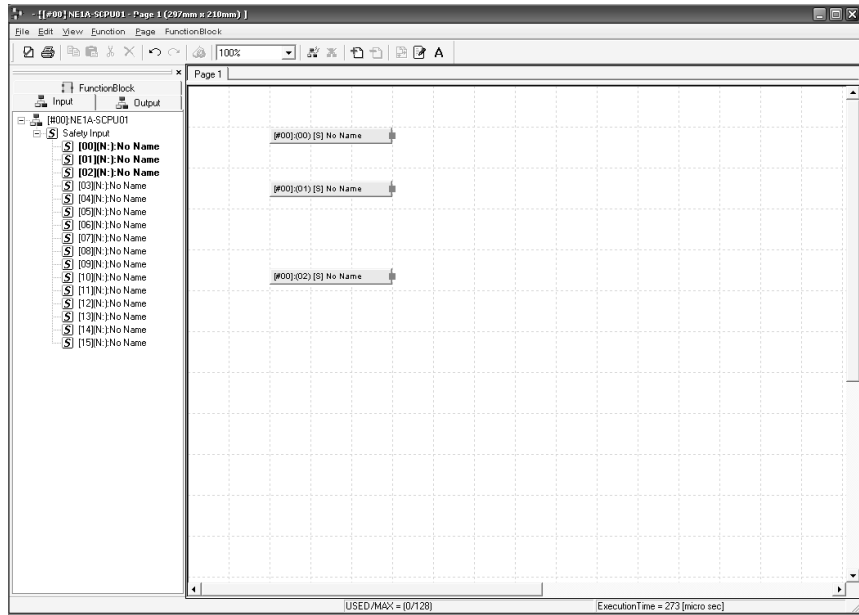 - [[#00] NE1A-SCPU01 - Page 1 (297mm x 210mm) ]
File Edit View Function Page FunctionBlock
100%
A
FunctionBlock
Input Output
[#00]:NE1A-SCPU01
Safety Input
[00](N:):No Name
[01](N:):No Name
[02](N:):No Name
[03](N:):No Name
[04](N:):No Name
[05](N:):No Name
[06](N:):No Name
[07](N:):No Name
[08](N:):No Name
[09](N:):No Name
[10](N:):No Name
[11](N:):No Name
[12](N:):No Name
[13](N:):No Name
[14](N:):No Name
[15](N:):No Name
Page 1
[#00]:(00) [S] No Name
[#00]:(01) [S] No Name
[#00]:(02) [S] No Name
USED/MAX = (0/128)
ExecutionTime = 273 [micro sec]